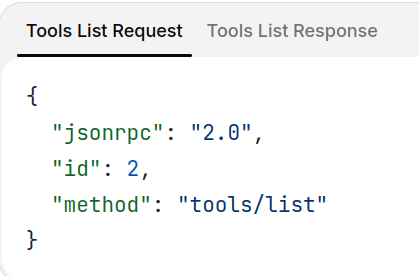 Tools List Request Tools List Response
{
"jsonrpc": "2.0",
"id": 2,
"method": "tools/list"
}